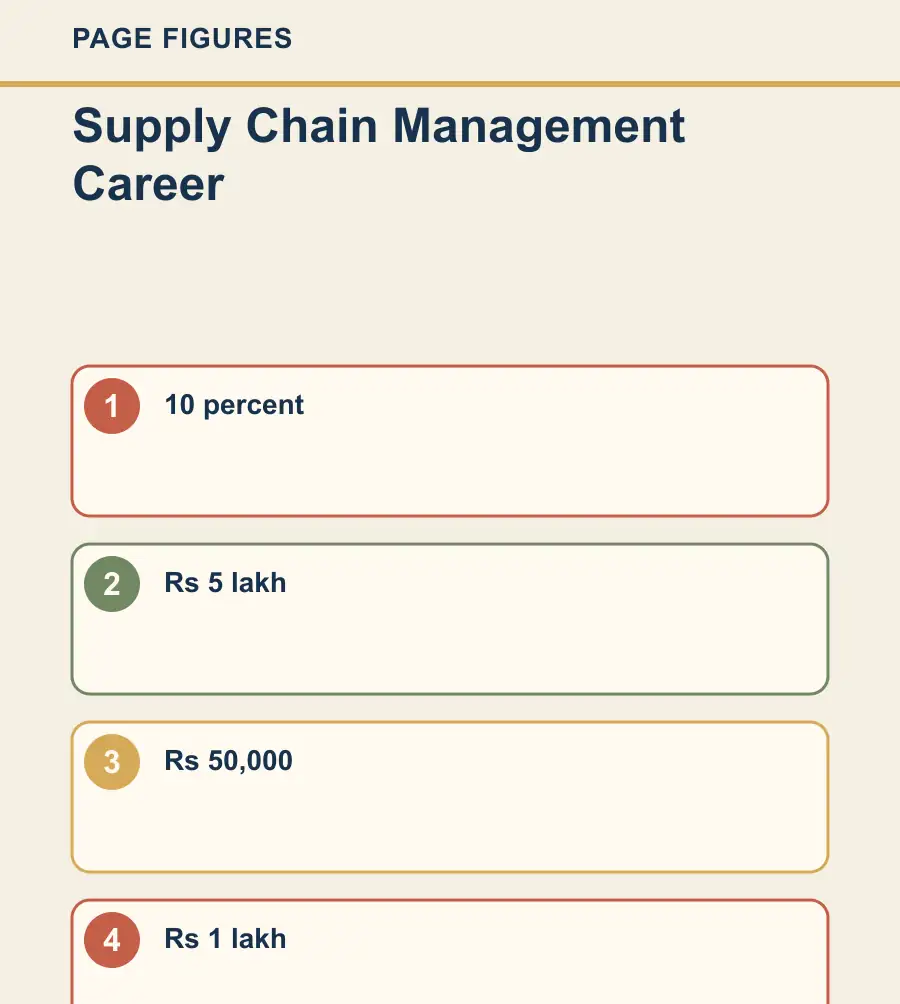 PAGE FIGURES
Supply Chain Management
Career
1
10 percent
2
Rs 5 lakh
3
Rs 50,000
4
Rs 1 lakh